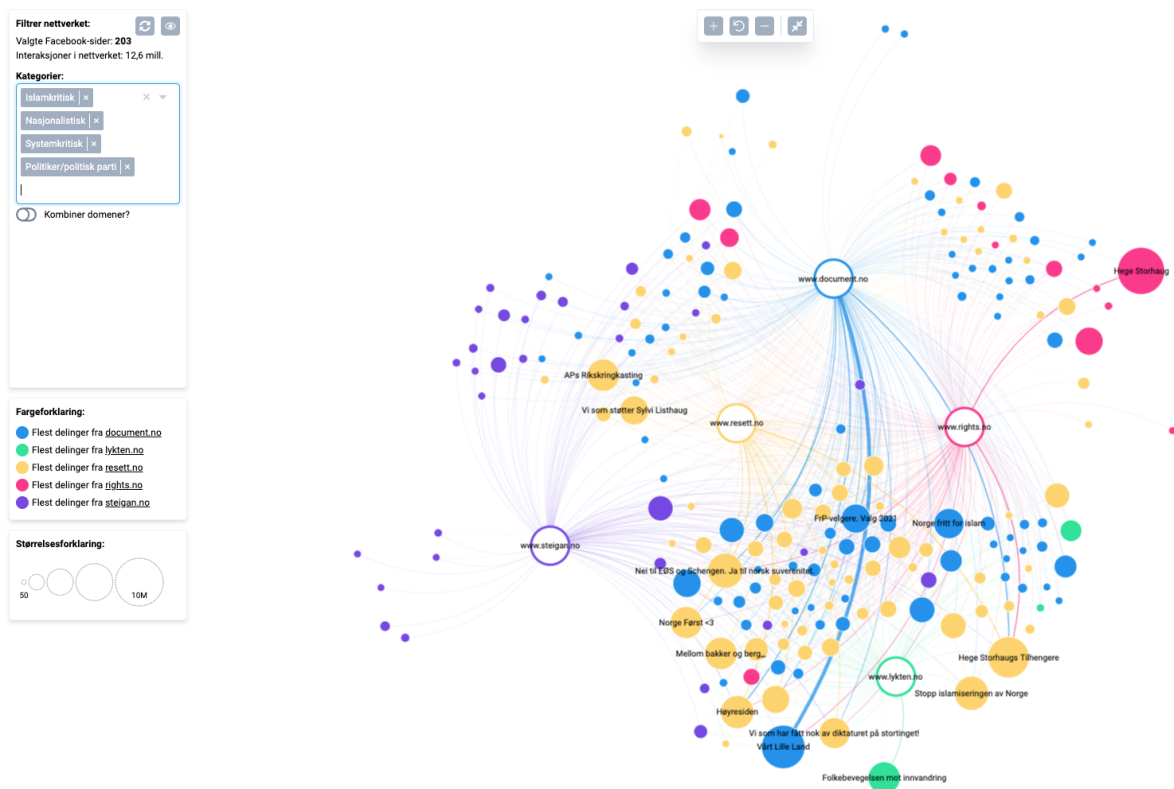 Filtrer nettverket:
Valgte Facebook-sider: 203
Interaksjoner i nettverket: 12,6 mill.
Kategorier:
Islamkritisk
Nasjonalistisk
Systemkritisk
Politiker/politisk parti
Kombiner domener?
Fargeforklaring:
Flest delinger fra document.no
Flest delinger fra lykten.no
Flest delinger fra resett.no
Flest delinger fra rights.no
Flest delinger fra steigan.no
Størrelsesforklaring:
50
10M
www.document.no
Hege Storhaug
APs Rikskringkasting
Vi som støtter Sylvi Listhaug
www.resett.no
www.rights.no
FrP-velgere. Valg 2021
Norge fritt for islam
www.steigan.no
Nei til EØS og Schengen. Ja til norsk suverenitet.
Norge Først <3
Mellom bakker og berg,,,
Hege Storhaugs Tilhengere
www.lykten.no
Stopp islamiseringen av Norge
Høyresiden
Vi som har fått nok av diktaturet på stortinget!
Vårt Lille Land
Folkebevegelsen mot innvandring